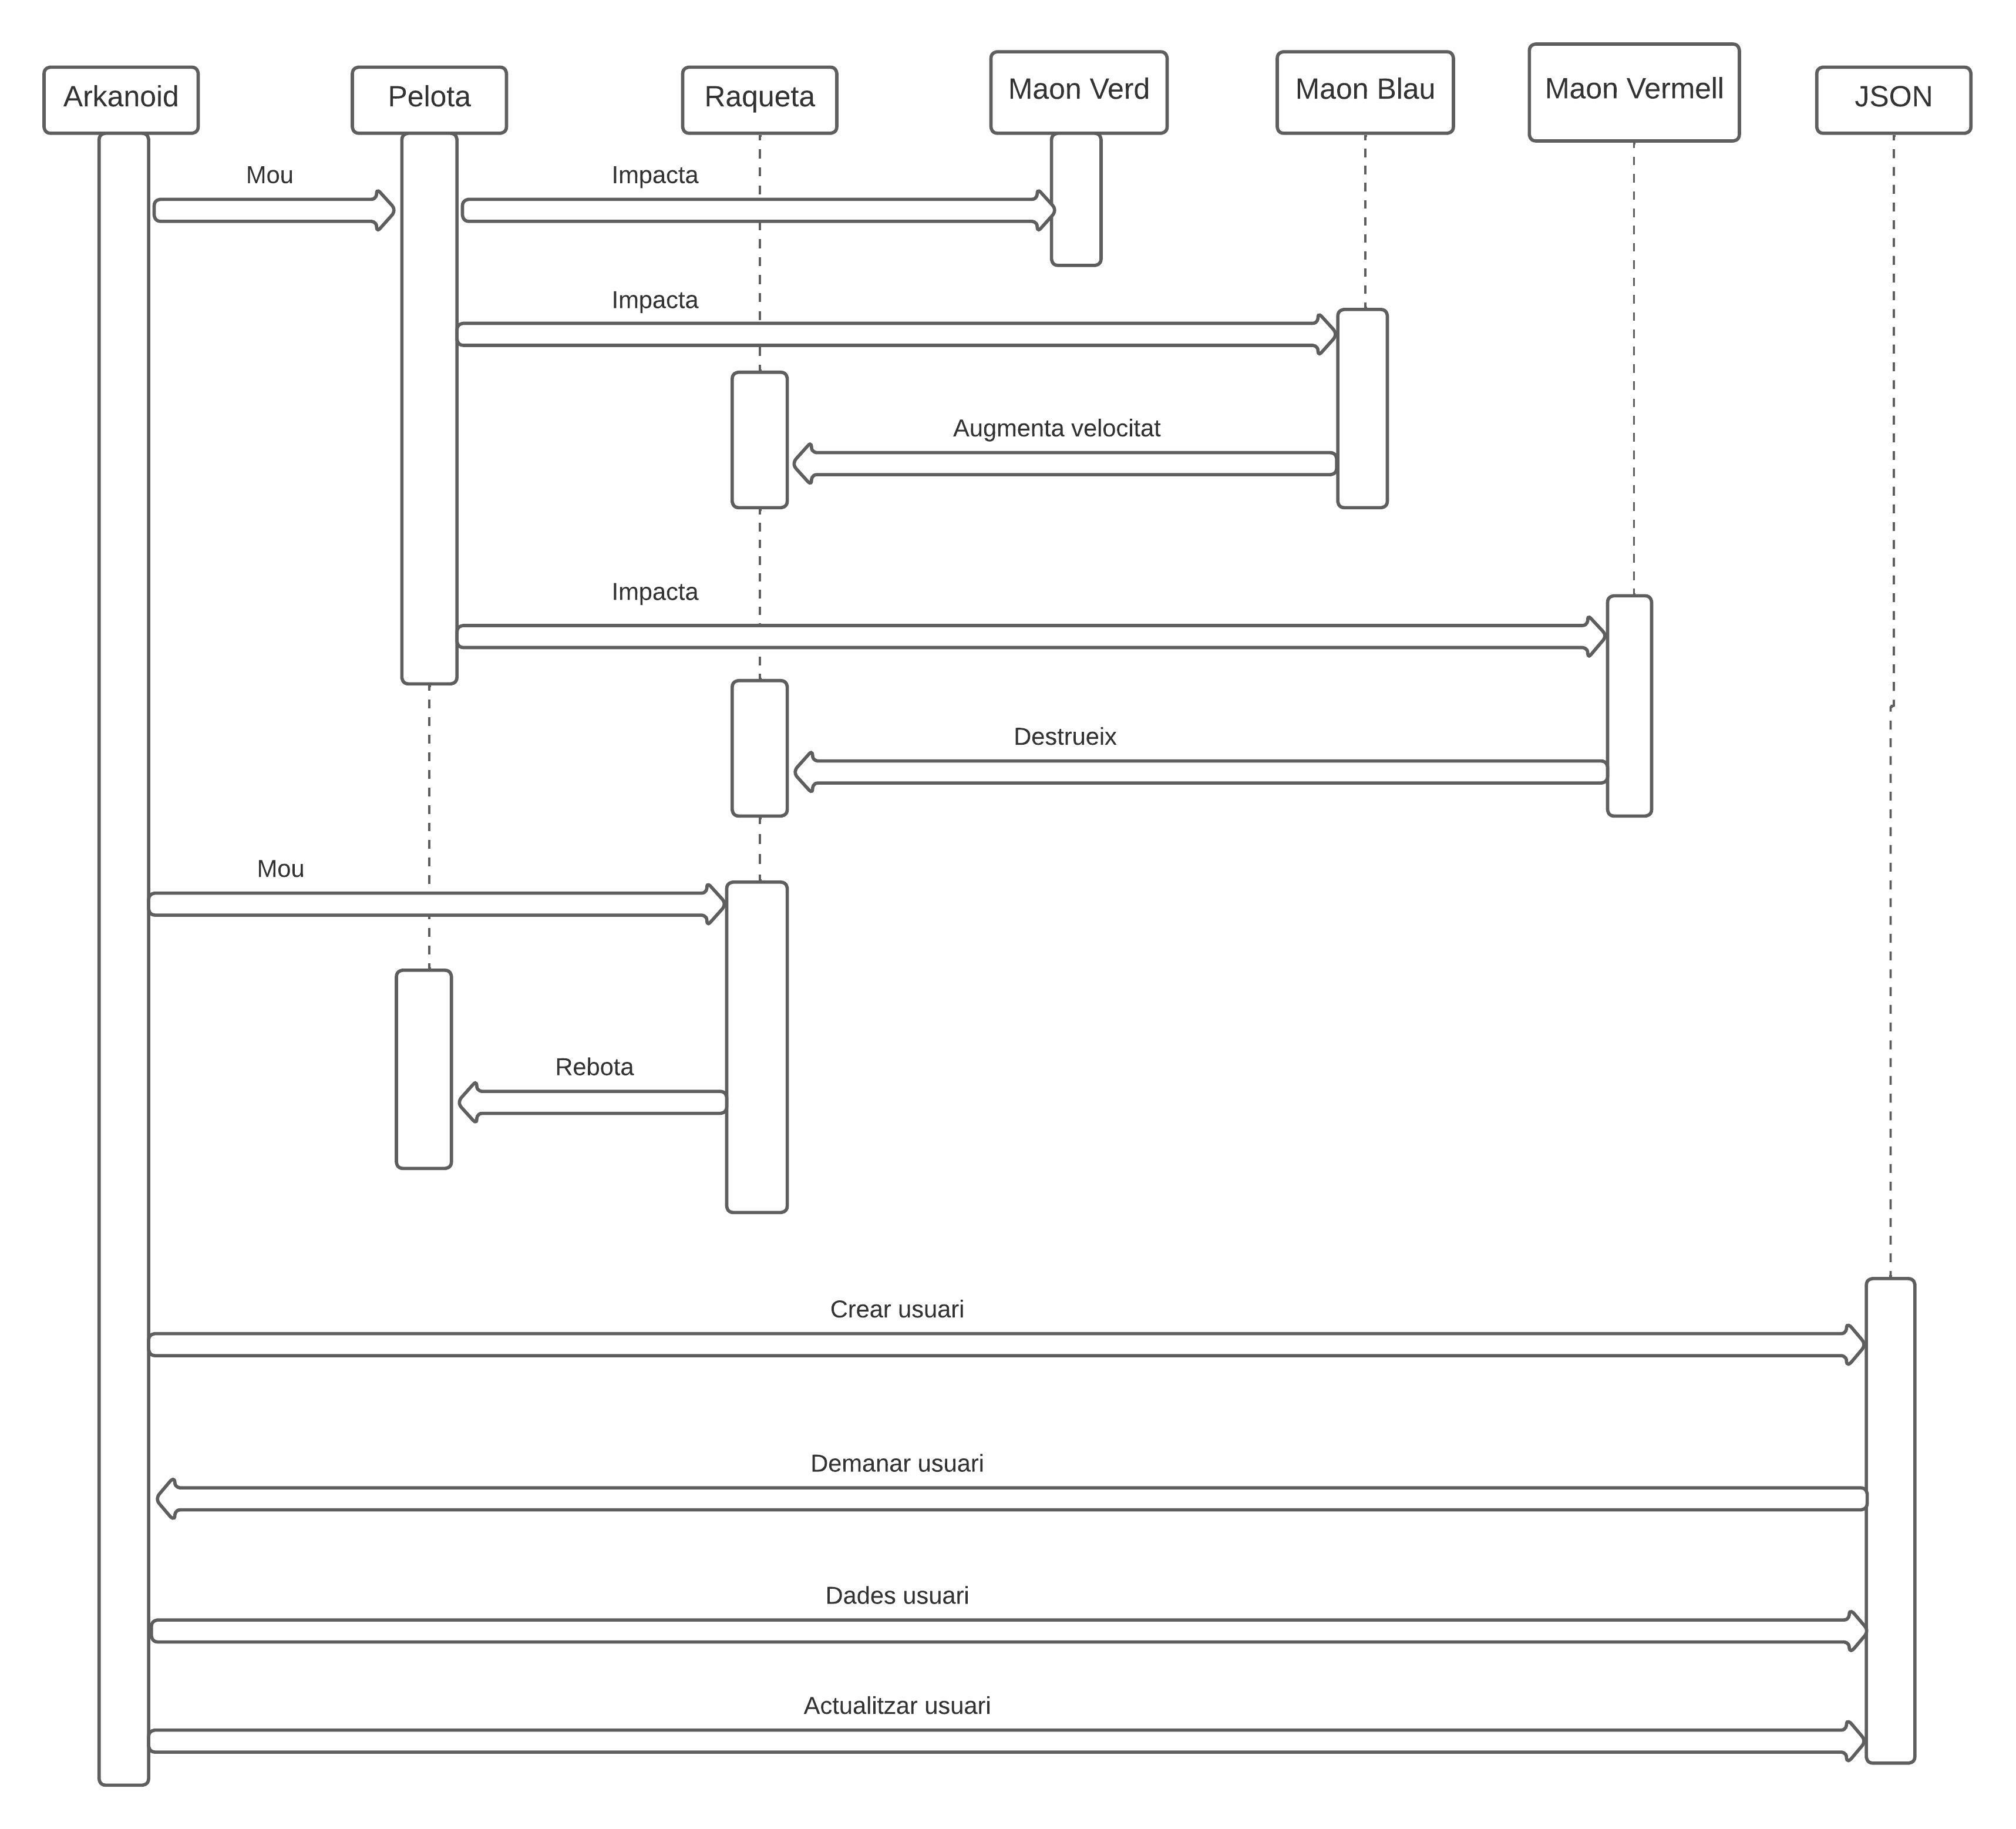 Arkanoid
Pelota
Raqueta
Maon Verd
Maon Blau
Maon Vermell
JSON
Mou
Impacta
Impacta
Augmenta velocitat
Impacta
Destrueix
Mou
Rebota
Crear usuari
Demanar usuari
Dades usuari
Actualitzar usuari